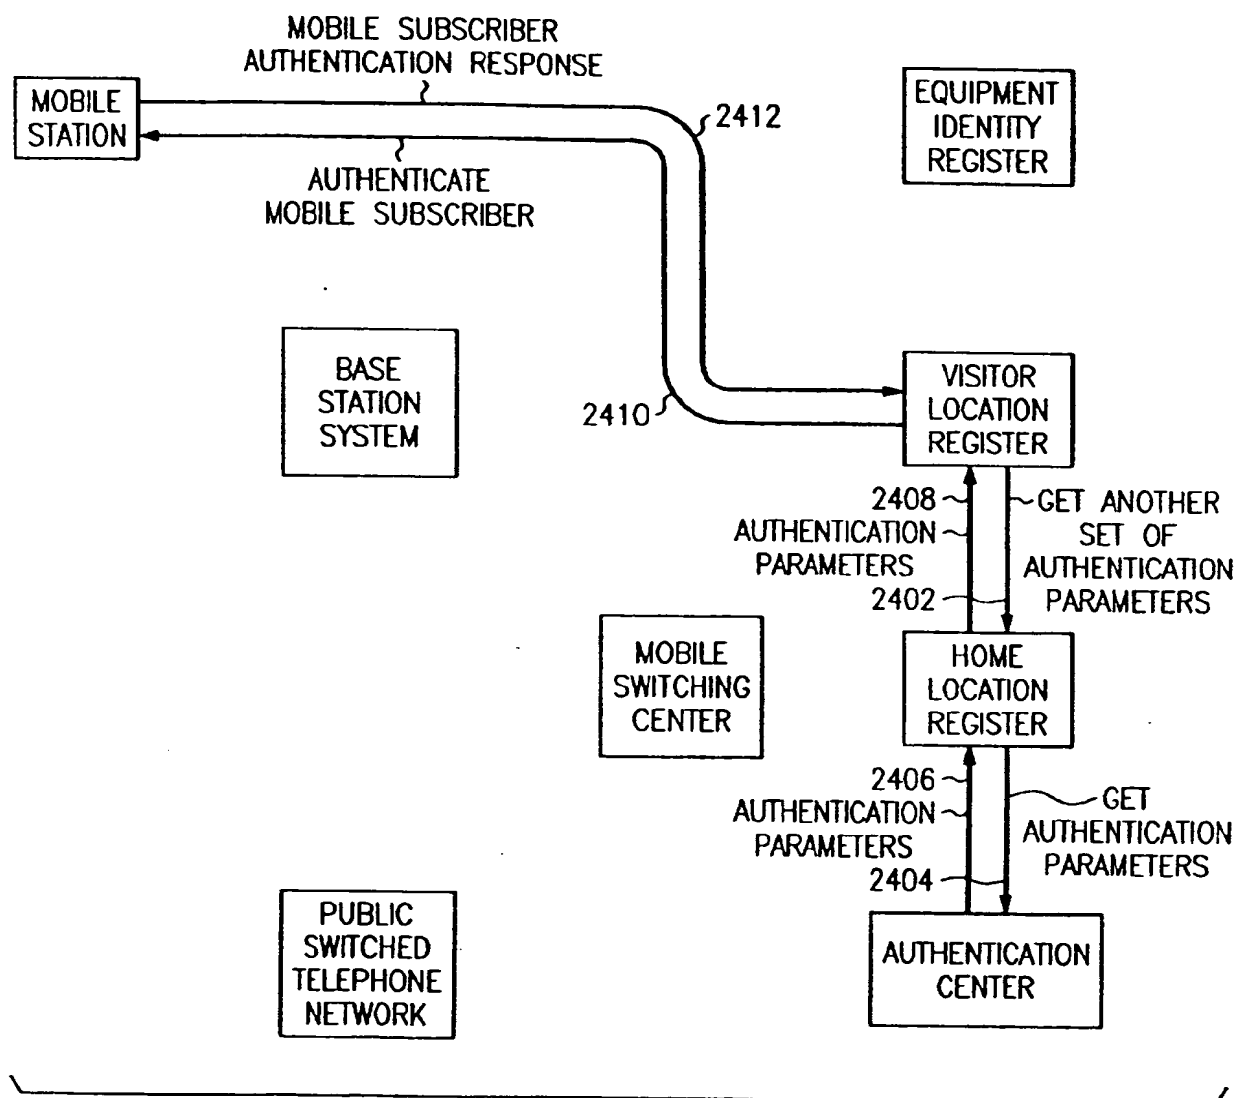 MOBILE SUBSCRIBER
AUTHENTICATION RESPONSE
MOBILE
STATION
2412
EQUIPMENT
IDENTITY
REGISTER
AUTHENTICATE
MOBILE SUBSCRIBER
BASE
STATION
SYSTEM
2410
VISITOR
LOCATION
REGISTER
2408
AUTHENTICATION
PARAMETERS
2402
GET ANOTHER
SET OF
AUTHENTICATION
PARAMETERS
MOBILE
SWITCHING
CENTER
HOME
LOCATION
REGISTER
2406
AUTHENTICATION
PARAMETERS
2404
GET
AUTHENTICATION
PARAMETERS
PUBLIC
SWITCHED
TELEPHONE
NETWORK
AUTHENTICATION
CENTER